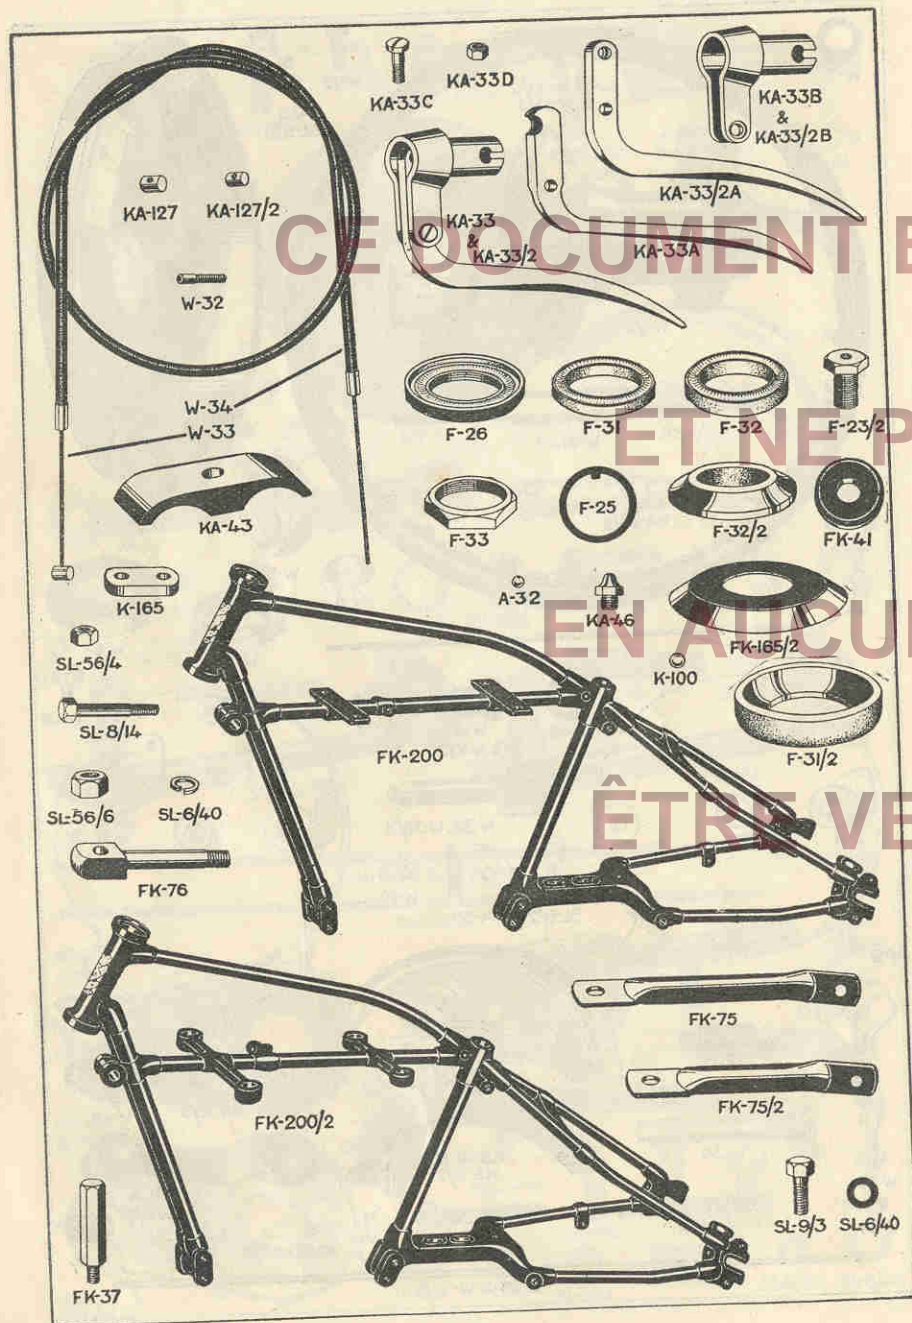 KA-33C
KA-33D
KA-33B
&
KA-33/2B
KA-127
KA-127/2
KA-33/2A
KA-33
&
KA-33/2
KA-33A
CE DOCUMENT E
W-32
W-34
W-33
F-26
F-31
F-32
F-23/2
ET NE P
KA-43
F-33
F-25
F-32/2
FK-41
K-165
A-32
KA-46
FK-165/2
EN AUCU
SL-56/4
K-100
SL-8/14
FK-200
F-31/2
SL-56/6
SL-6/40
ÊTRE VE
FK-76
FK-75
FK-75/2
FK-200/2
SL-9/3
SL-6/40
FK-37